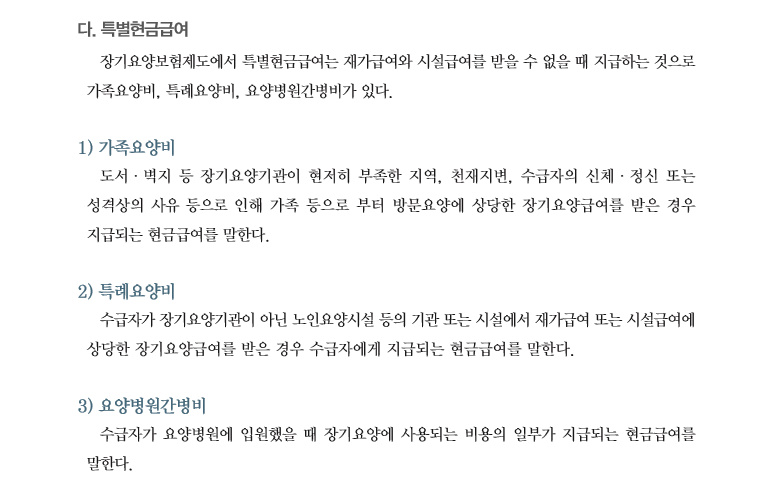 다. 특별현금급여
장기요양보험제도에서 특별현금급여는 재가급여와 시설급여를 받을 수 없을 때 지급하는 것으로
가족요양비, 특례요양비, 요양병원간병비가 있다.
1) 가족요양비
도서·벽지 등 장기요양기관이 현저히 부족한 지역, 천재지변, 수급자의 신체·정신 또는
성격상의 사유 등으로 인해 가족 등으로 부터 방문요양에 상당한 장기요양급여를 받은 경우
지급되는 현금급여를 말한다.
2) 특례요양비
수급자가 장기요양기관이 아닌 노인요양시설 등의 기관 또는 시설에서 재가급여 또는 시설급여에
상당한 장기요양급여를 받은 경우 수급자에게 지급되는 현금급여를 말한다.
3) 요양병원간병비
수급자가 요양병원에 입원했을 때 장기요양에 사용되는 비용의 일부가 지급되는 현금급여를
말한다.